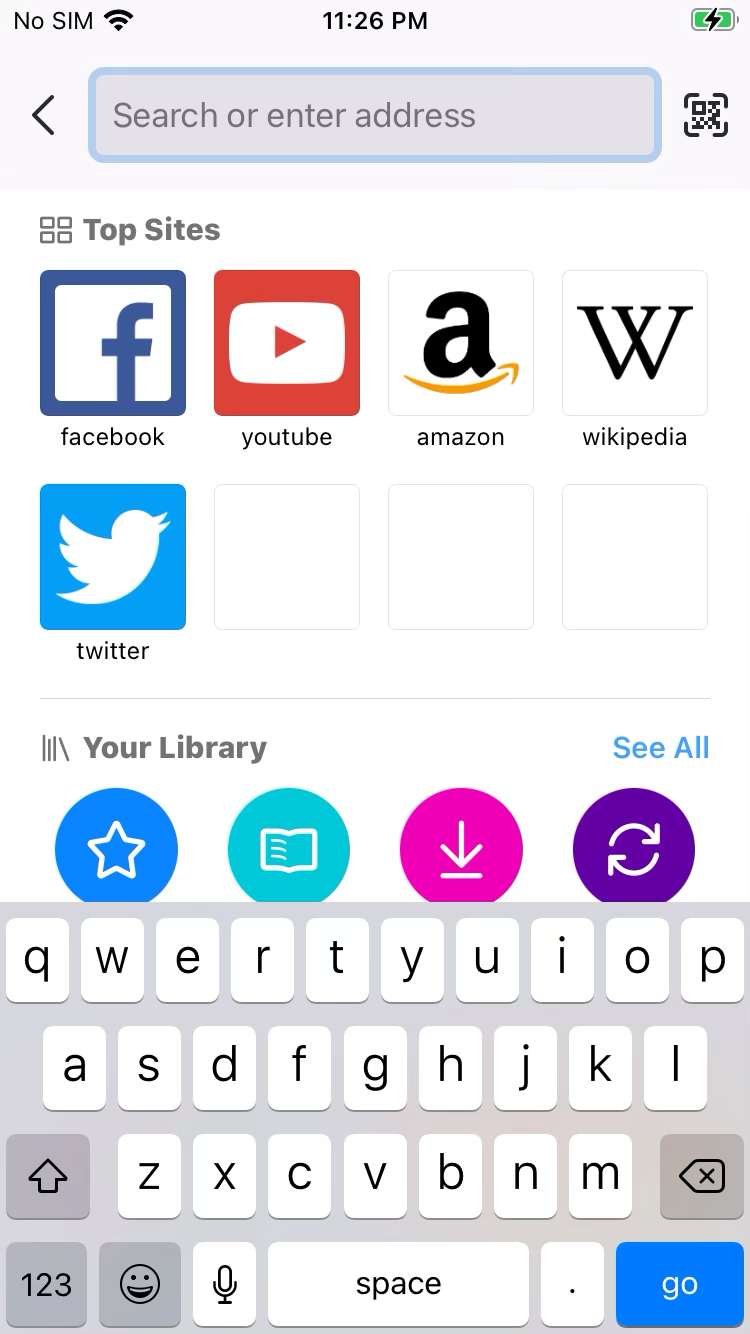 No SIM 11:26 PM
Search or enter address
Top Sites
facebook youtube amazon wikipedia
twitter
Your Library See All
q w e r t y u i o p
a s d f g h j k l
z x c v b n m
123 space . go